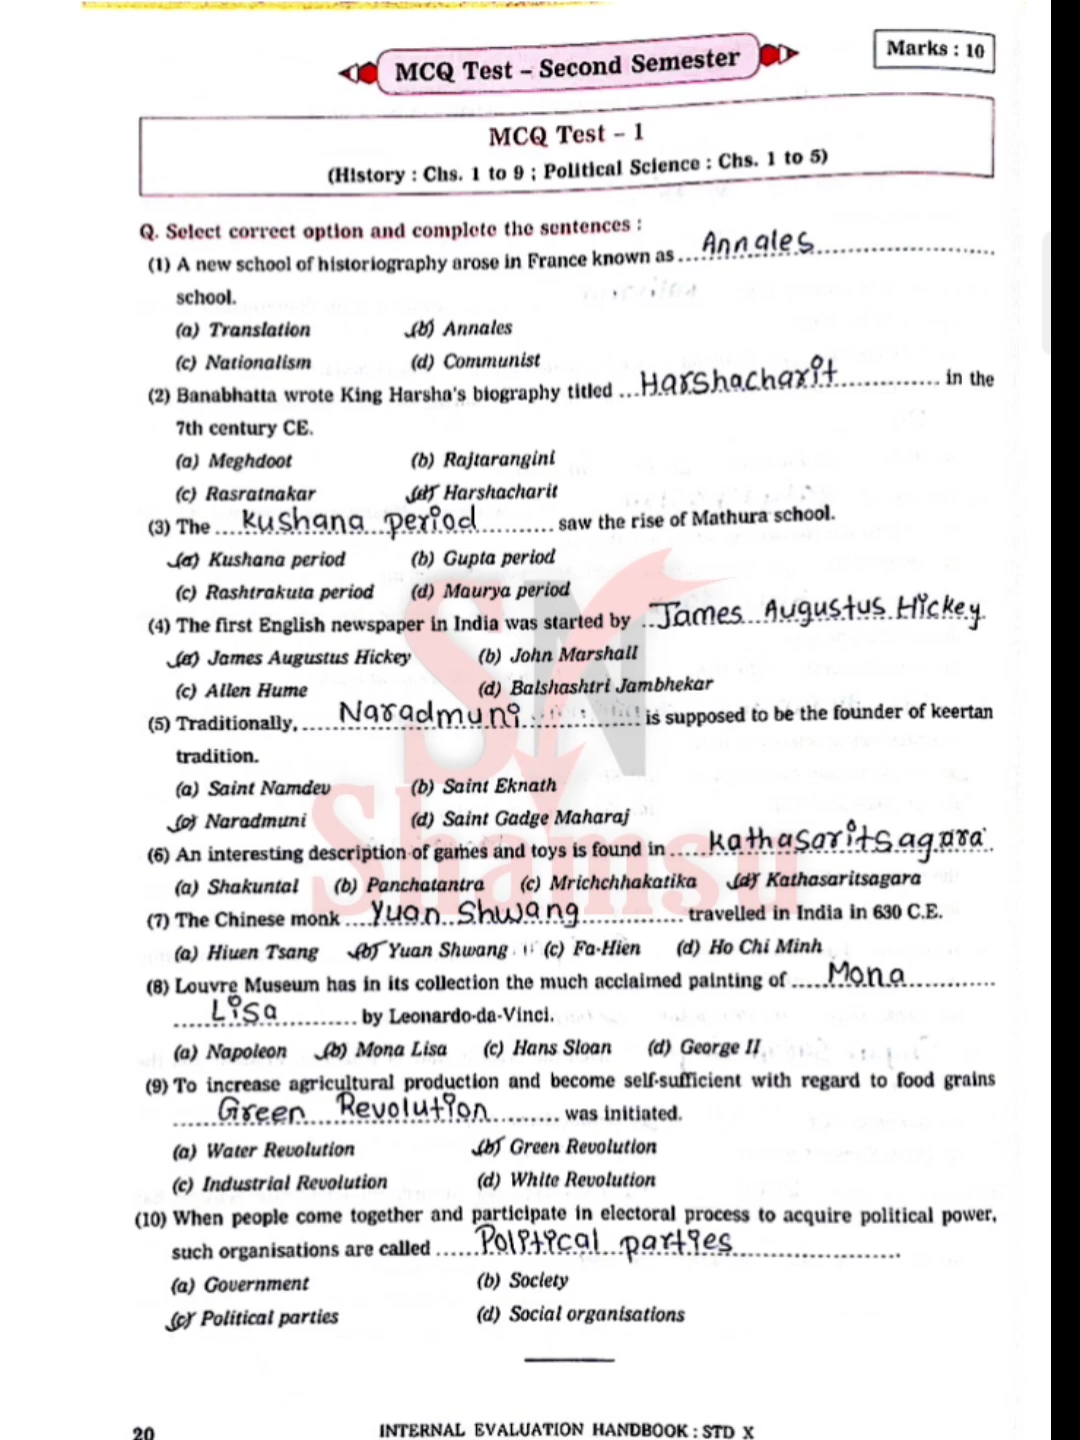 MCQ Test – Second Semester
Marks : 10
MCQ Test – 1
(History : Chs. 1 to 9 ; Political Science : Chs. 1 to 5)
Q. Select correct option and complete the sentences :
(1) A new school of historiography arose in France known as ....Annales....
school.
(a) Translation (b) Annales
(c) Nationalism (d) Communist
(2) Banabhatta wrote King Harsha's biography titled ...Harshacharit... in the
7th century CE.
(a) Meghdoot (b) Rajtarangini
(c) Rasratnakar (d) Harshacharit
(3) The ...Kushana period... saw the rise of Mathura school.
(a) Kushana period (b) Gupta period
(c) Rashtrakuta period (d) Maurya period
(4) The first English newspaper in India was started by ...James Augustus Hickey
(a) James Augustus Hickey (b) John Marshall
(c) Allen Hume (d) Balshashtri Jambhekar
(5) Traditionally, ...Naradmuni... is supposed to be the founder of keertan
tradition.
(a) Saint Namdev (b) Saint Eknath
(c) Naradmuni (d) Saint Gadge Maharaj
(6) An interesting description of games and toys is found in ...Kathasaritsagara
(a) Shakuntal (b) Panchatantra (c) Mrichchhakatika (d) Kathasaritsagara
(7) The Chinese monk ...Yuan Shwang... travelled in India in 630 C.E.
(a) Hiuen Tsang (b) Yuan Shwang (c) Fa-Hien (d) Ho Chi Minh
(8) Louvre Museum has in its collection the much acclaimed painting of ...Mona...
...Lisa... by Leonardo-da-Vinci.
(a) Napoleon (b) Mona Lisa (c) Hans Sloan (d) George II
(9) To increase agricultural production and become self-sufficient with regard to food grains
...Green Revolution... was initiated.
(a) Water Revolution (b) Green Revolution
(c) Industrial Revolution (d) White Revolution
(10) When people come together and participate in electoral process to acquire political power,
such organisations are called ...Political parties...
(a) Government (b) Society
(c) Political parties (d) Social organisations
SN
Shamsu
20 INTERNAL EVALUATION HANDBOOK : STD X